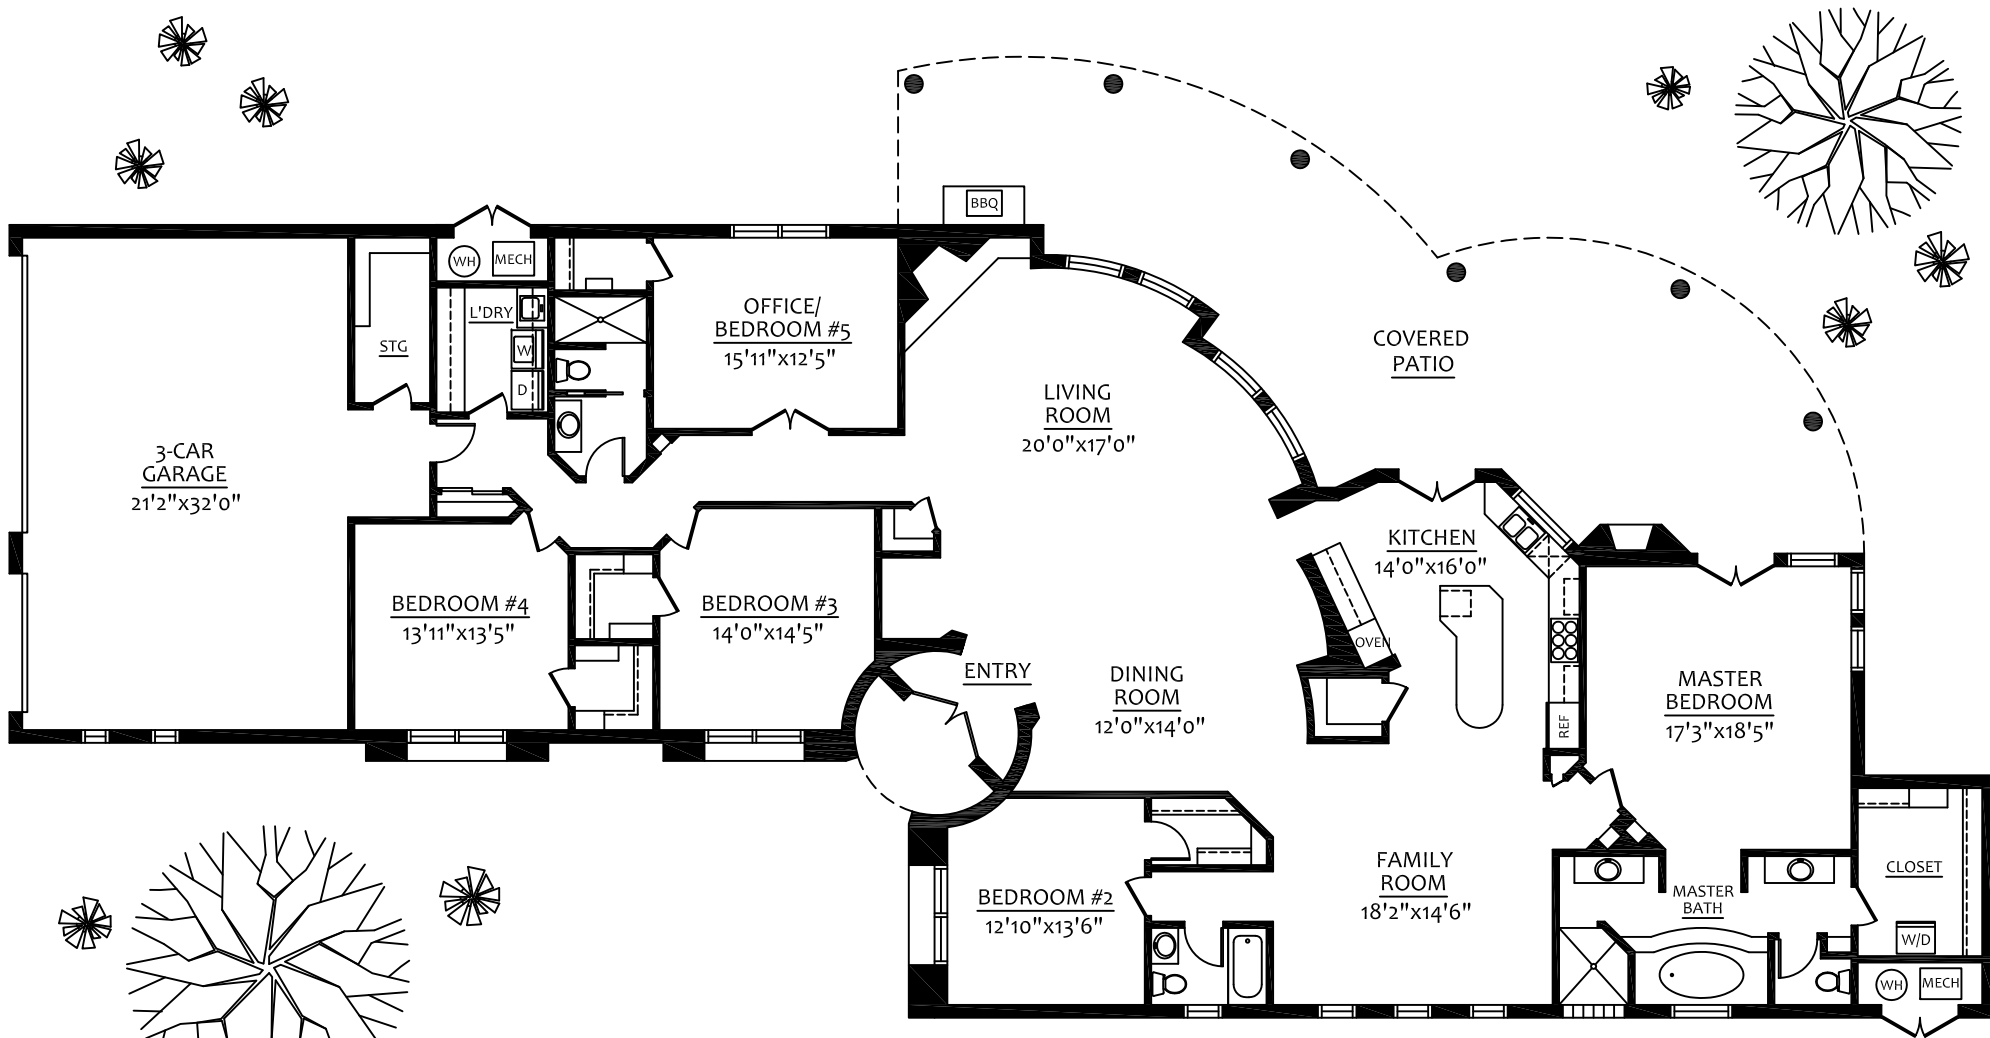 BBQ
WH
MECH
L'DRY
W
D
STG
OFFICE/
BEDROOM #5
15'11"x12'5"
COVERED
PATIO
LIVING
ROOM
20'0"x17'0"
3-CAR
GARAGE
21'2"x32'0"
KITCHEN
14'0"x16'0"
BEDROOM #4
13'11"x13'5"
BEDROOM #3
14'0"x14'5"
OVEN
ENTRY
DINING
ROOM
12'0"x14'0"
REF
MASTER
BEDROOM
17'3"x18'5"
BEDROOM #2
12'10"x13'6"
FAMILY
ROOM
18'2"x14'6"
MASTER
BATH
CLOSET
W/D
WH
MECH